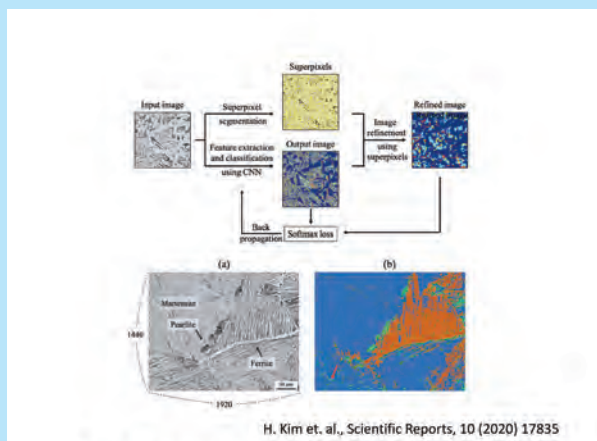 Superpixels
Input image
Superpixel
segmentation
Refined image
Image
refinement
using
superpixels
Feature extraction
and classification
using CNN
Output image
Back
propagation
Softmax loss
(a)
(b)
Martensite
Pearlite
Ferrite
1920
H. Kim et. al., Scientific Reports, 10 (2020) 17835